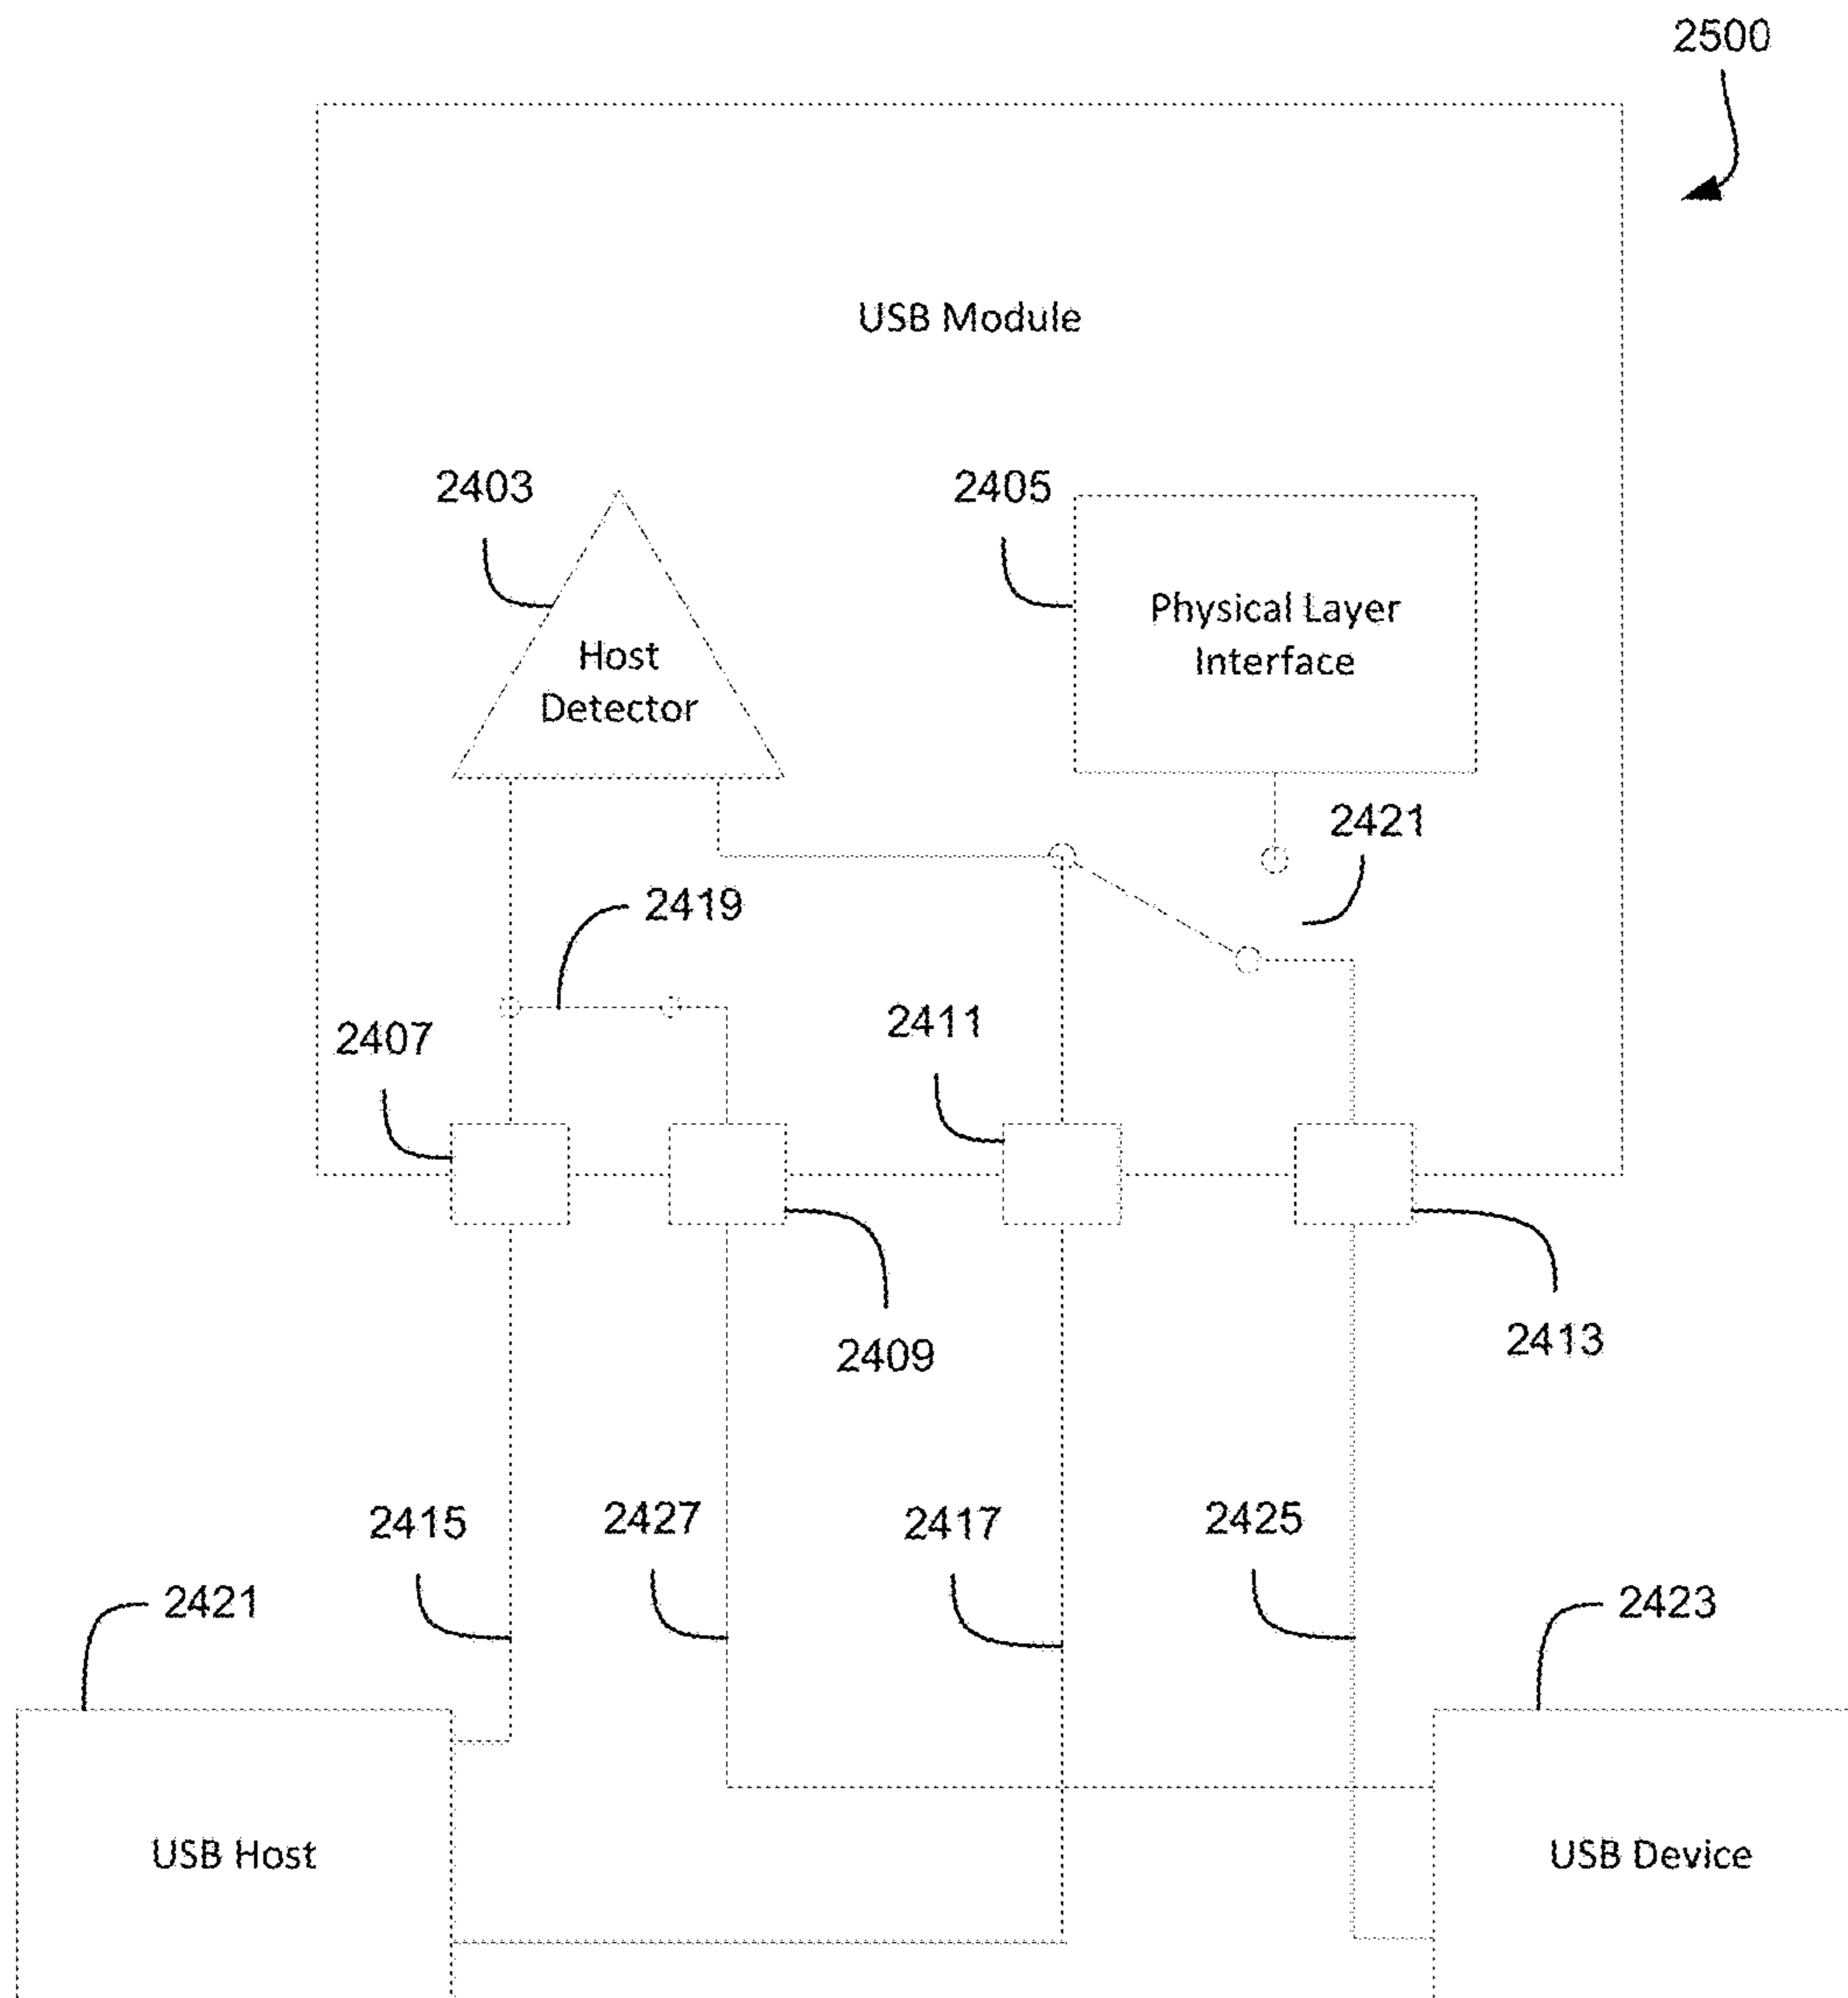 2500
USB Module
2403
2405
Host
Detector
Physical Layer
Interface
2421
2419
2407
2411
2409
2413
2415
2427
2417
2425
2421
2423
USB Host
USB Device